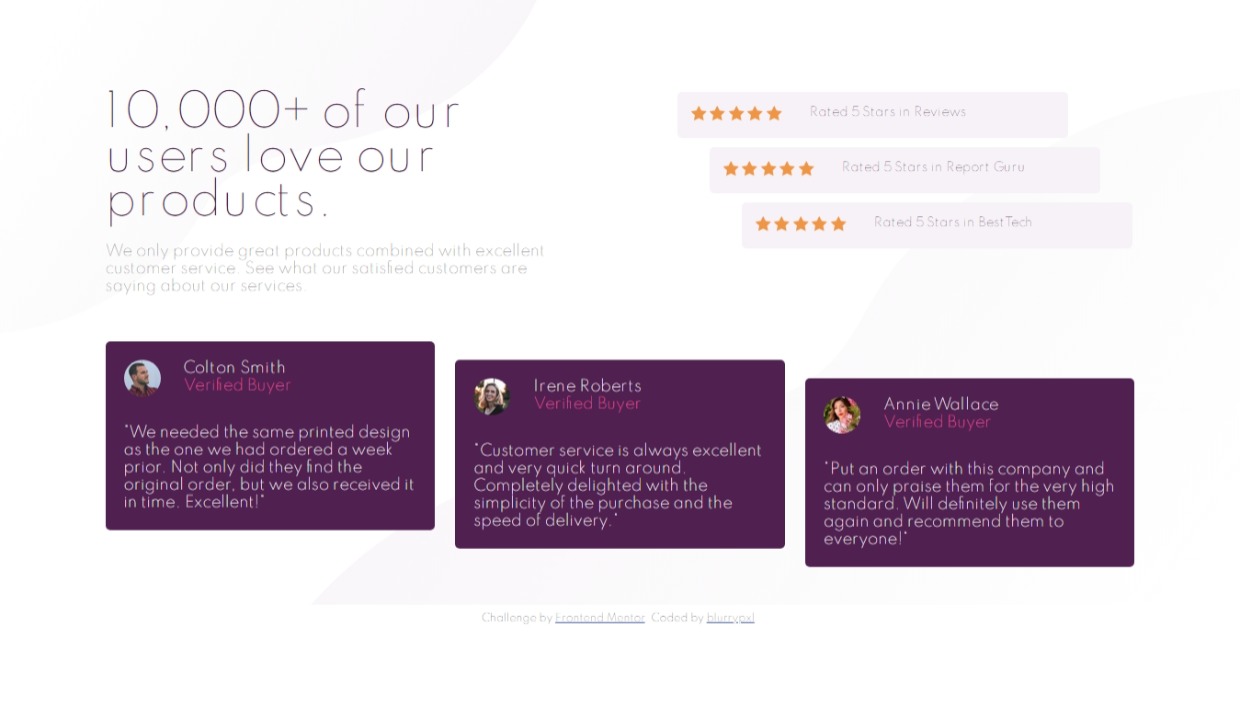 10,000+ of our
users love our
products.
We only provide great products combined with excellent
customer service. See what our satisfied customers are
saying about our services.
Rated 5 Stars in Reviews
Rated 5 Stars in Report Guru
Rated 5 Stars in BestTech
Colton Smith
Verified Buyer
"We needed the same printed design
as the one we had ordered a week
prior. Not only did they find the
original order, but we also received it
in time. Excellent!"
Irene Roberts
Verified Buyer
"Customer service is always excellent
and very quick turn around.
Completely delighted with the
simplicity of the purchase and the
speed of delivery."
Annie Wallace
Verified Buyer
"Put an order with this company and
can only praise them for the very high
standard. Will definitely use them
again and recommend them to
everyone!"
Challenge by Frontend Mentor. Coded by blurrypxl